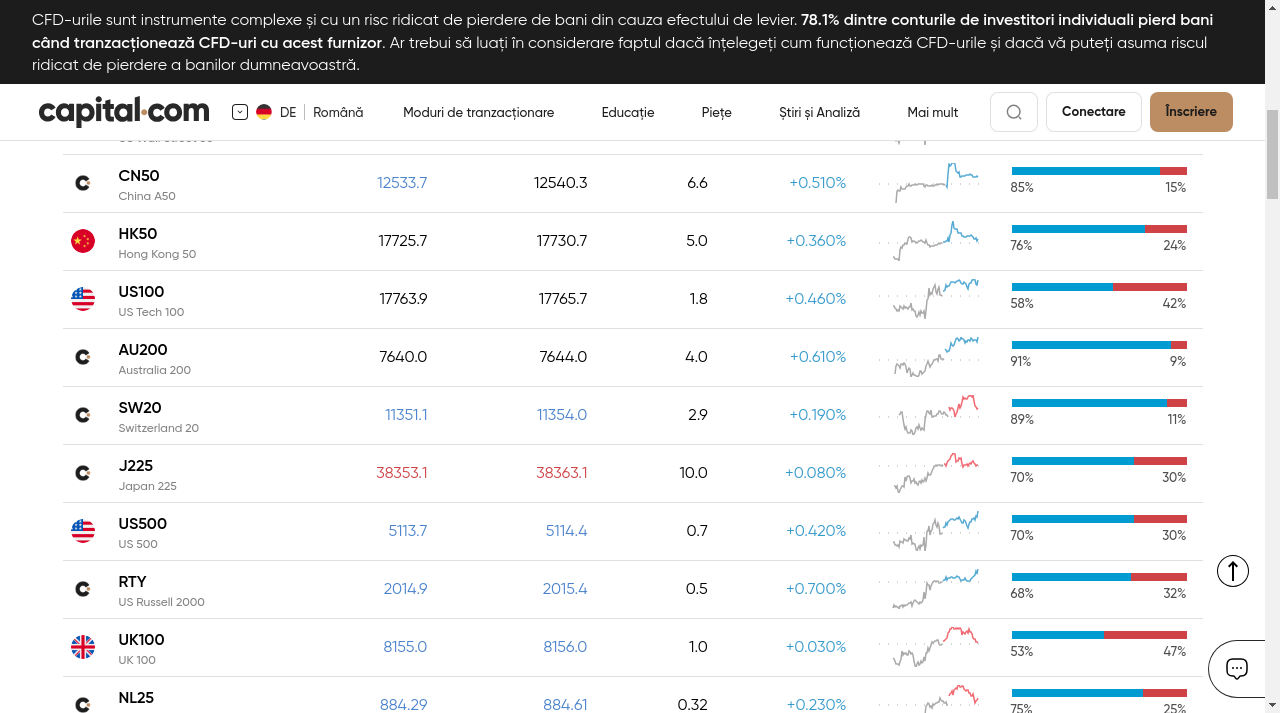 CFD-urile sunt instrumente complexe și cu un risc ridicat de pierdere de bani din cauza efectului de levier. 78.1% dintre conturile de investitori individuali pierd bani
când tranzacționează CFD-uri cu acest furnizor. Ar trebui să luați în considerare faptul dacă înțelegeți cum funcționează CFD-urile și dacă vă puteți asuma riscul
ridicat de pierdere a banilor dumneavoastră.
capital.com DE Română Moduri de tranzacționare Educație Piețe Știri și Analiză Mai mult Conectare Înscriere
CN50 12533.7 12540.3 6.6 +0.510%
China A50 85% 15%
HK50 17725.7 17730.7 5.0 +0.360%
Hong Kong 50 76% 24%
US100 17763.9 17765.7 1.8 +0.460%
US Tech 100 58% 42%
AU200 7640.0 7644.0 4.0 +0.610%
Australia 200 91% 9%
SW20 11351.1 11354.0 2.9 +0.190%
Switzerland 20 89% 11%
J225 38353.1 38363.1 10.0 +0.080%
Japan 225 70% 30%
US500 5113.7 5114.4 0.7 +0.420%
US 500 70% 30%
RTY 2014.9 2015.4 0.5 +0.700%
US Russell 2000 68% 32%
UK100 8155.0 8156.0 1.0 +0.030%
UK 100 53% 47%
NL25 884.29 884.61 0.32 +0.230%
75% 25%